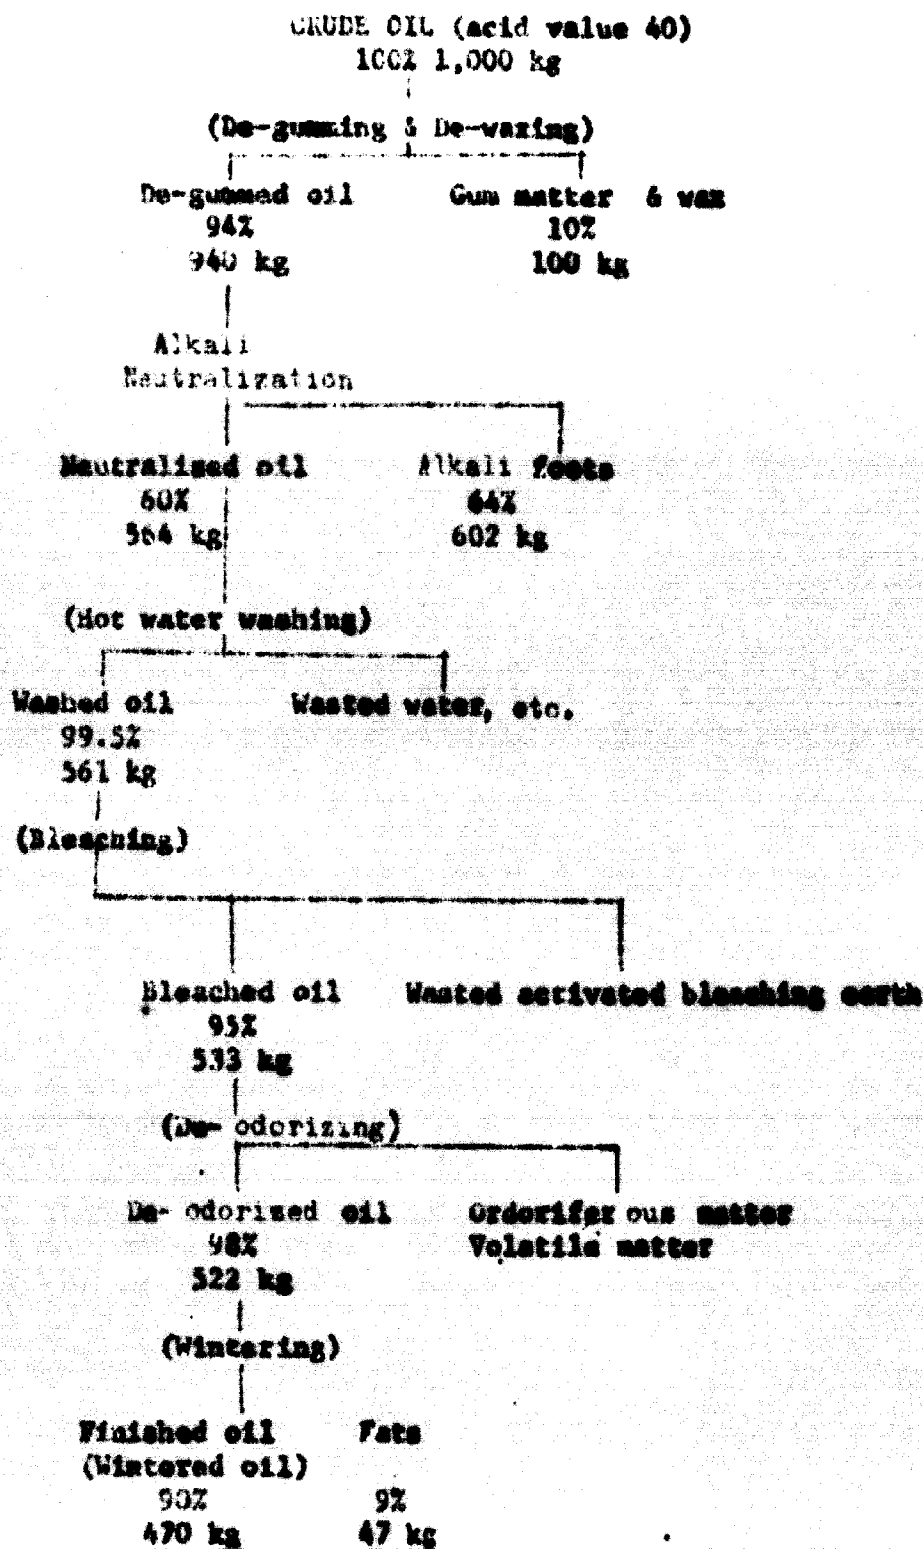 CRUDE OIL (acid value 40)
100% 1,000 kg
(De-gumming & De-waxing)
De-gummed oil Gum matter & wax
94% 10%
940 kg 100 kg
Alkali
Neutralization
Neutralized oil Alkali foots
60% 64%
564 kg 602 kg
(Hot water washing)
Washed oil Wasted water, etc.
99.5%
561 kg
(Bleaching)
Bleached oil Wasted activated bleaching earth
95%
533 kg
(De- odorizing)
De- odorized oil Ordorifer ous matter
98% Volatile matter
522 kg
(Wintering)
Finished oil Fats
(Wintered oil)
90% 9%
470 kg 47 kg